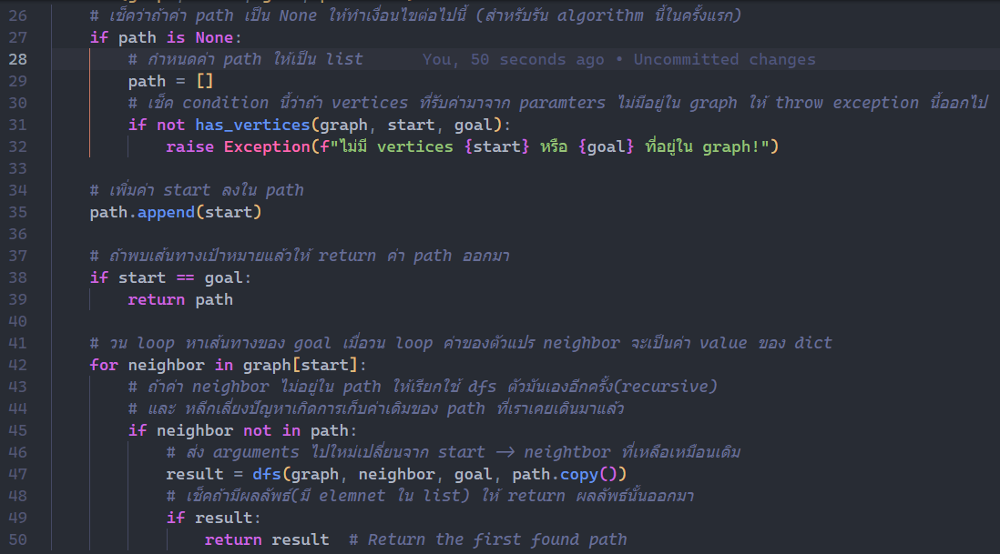 26 # เช็คว่าถ้าค่า path เป็น None ให้ทำเงื่อนไขต่อไปนี้ (สำหรับรัน algorithm นี้ในครั้งแรก)
27 if path is None:
28 # กำหนดค่า path ให้เป็น list You, 50 seconds ago • Uncommitted changes
29 path = []
30 # เช็ค condition นี้ว่าถ้า vertices ที่รับค่ามาจาก paramters ไม่มีอยู่ใน graph ให้ throw exception นี้ออกไป
31 if not has_vertices(graph, start, goal):
32 raise Exception(f"ไม่มี vertices {start} หรือ {goal} ที่อยู่ใน graph!")
33
34 # เพิ่มค่า start ลงใน path
35 path.append(start)
36
37 # ถ้าพบเส้นทางเป้าหมายแล้วให้ return ค่า path ออกมา
38 if start == goal:
39 return path
40
41 # วน loop หาเส้นทางของ goal เมื่อวน loop ค่าของตัวแปร neighbor จะเป็นค่า value ของ dict
42 for neighbor in graph[start]:
43 # ถ้าค่า neighbor ไม่อยู่ใน path ให้เรียกใช้ dfs ตัวมันเองอีกครั้ง(recursive)
44 # และ หลีกเลี่ยงปัญหาเกิดการเก็บค่าเดิมของ path ที่เราเคยเดินมาแล้ว
45 if neighbor not in path:
46 # ส่ง arguments ไปใหม่เปลี่ยนจาก start -> neightbor ที่เหลือเหมือนเดิม
47 result = dfs(graph, neighbor, goal, path.copy())
48 # เช็คถ้ามีผลลัพธ์(มี elemnet ใน list) ให้ return ผลลัพธ์นั้นออกมา
49 if result:
50 return result # Return the first found path